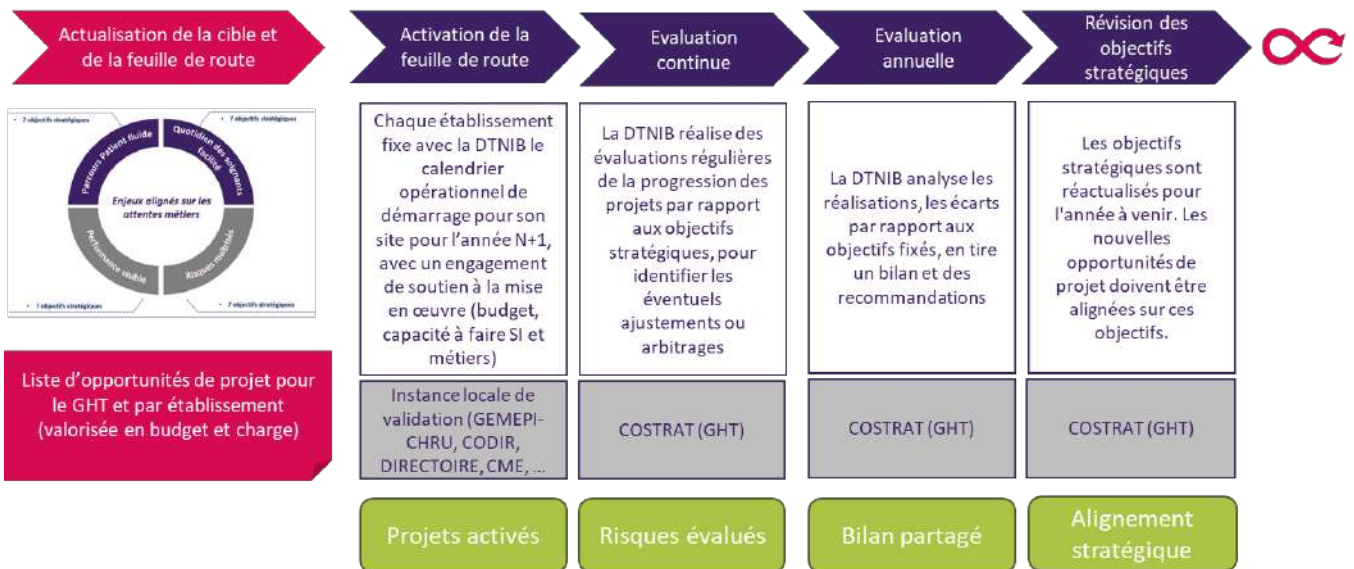 Actualisation de la cible et
de la feuille de route
Activation de la
feuille de route
Evaluation
continue
Evaluation
annuelle
Révision des
objectifs
stratégiques
• 7 objectifs stratégiques
• 7 objectifs stratégiques
Parcours Patient fluide
Quotidien des soignants
facilité
Enjeux alignés sur les
attentes métiers
Performance visible
Risques maîtrisés
• 7 objectifs stratégiques
• 7 objectifs stratégiques
Liste d'opportunités de projet pour
le GHT et par établissement
(valorisée en budget et charge)
Chaque établissement
fixe avec la DTNIB le
calendrier
opérationnel de
démarrage pour son
site pour l'année N+1,
avec un engagement
de soutien à la mise
en œuvre (budget,
capacité à faire SI et
métiers)
La DTNIB réalise des
évaluations régulières
de la progression des
projets par rapport
aux objectifs
stratégiques, pour
identifier les
éventuels
ajustements ou
arbitrages
La DTNIB analyse les
réalisations, les écarts
par rapport aux
objectifs fixés, en tire
un bilan et des
recommandations
Les objectifs
stratégiques sont
réactualisés pour
l'année à venir. Les
nouvelles
opportunités de
projet doivent être
alignées sur ces
objectifs.
Instance locale de
validation (GEMEPI-
CHRU, CODIR,
DIRECTOIRE, CME, ...
COSTRAT (GHT)
COSTRAT (GHT)
COSTRAT (GHT)
Projets activés
Risques évalués
Bilan partagé
Alignement
stratégique